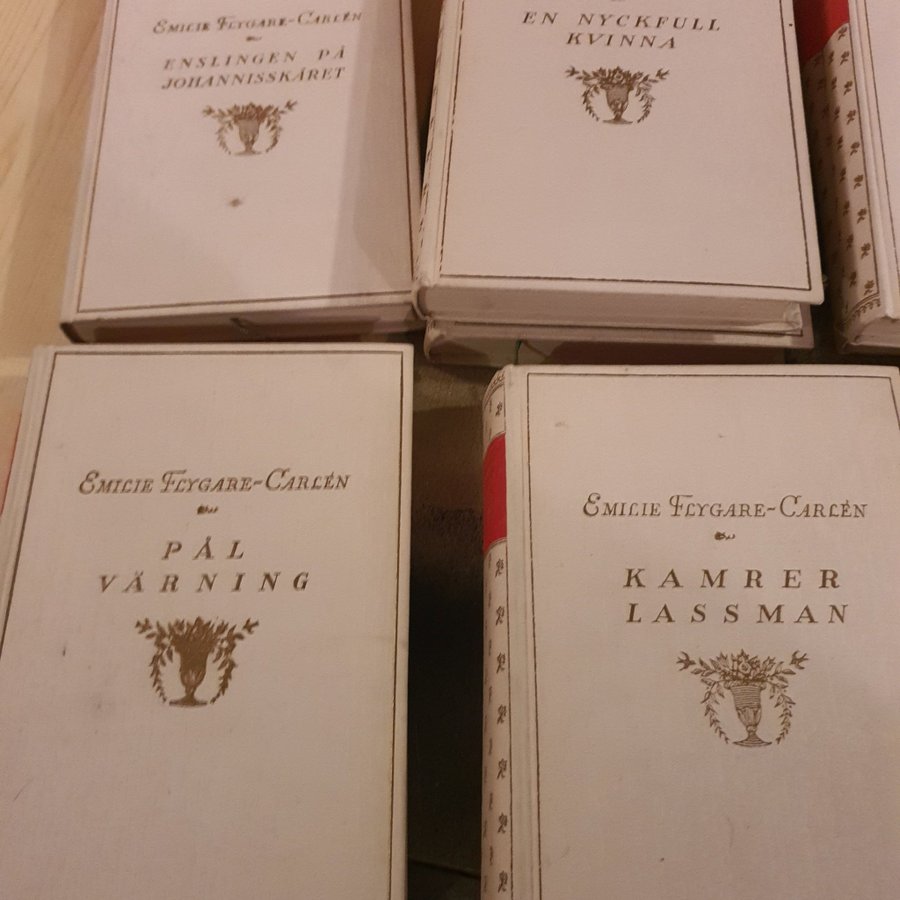 EMILIE FLYGARE-CARLÉN
ENSLINGEN PÅ
JOHANNISSKÄRET
EN NYCKFULL
KVINNA
EMILIE FLYGARE-CARLÉN
PÅL
VÄRNING
EMILIE FLYGARE-CARLÉN
KAMRER
LASSMAN